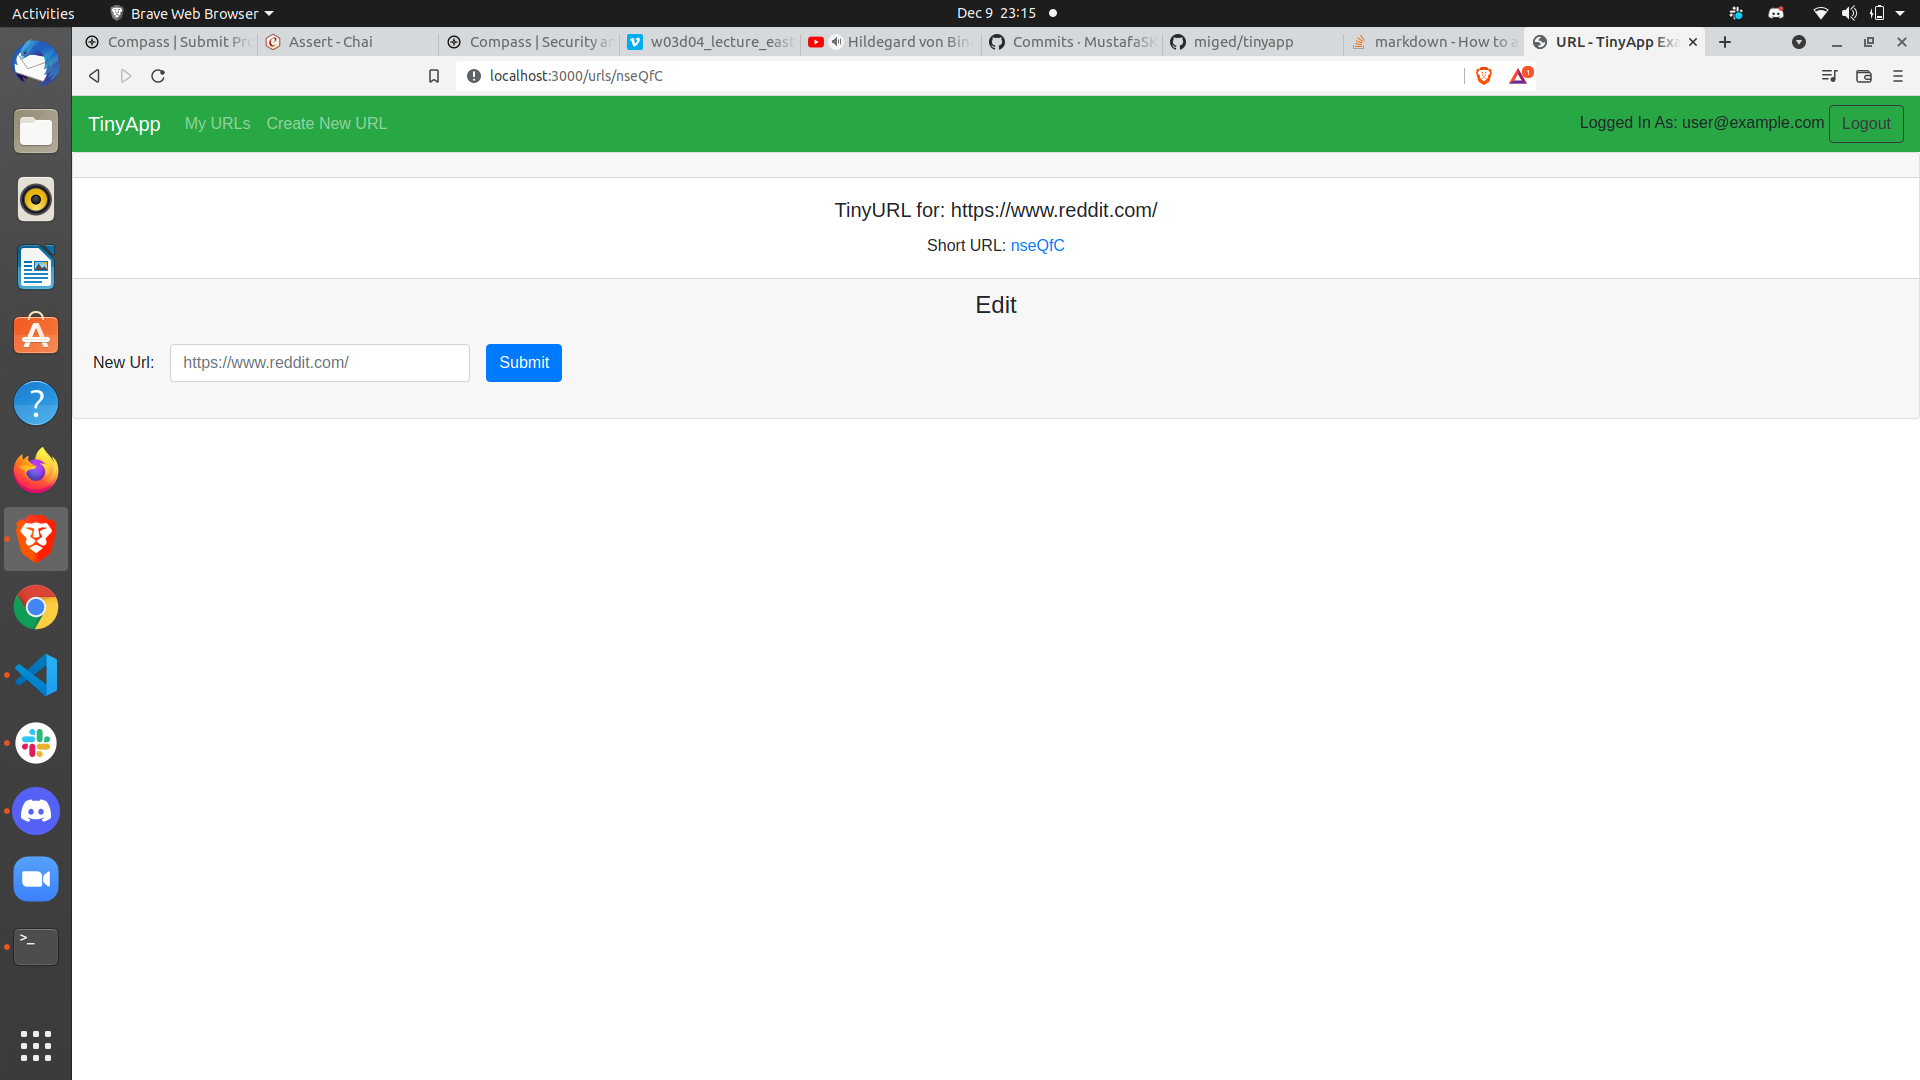 Activities
Brave Web Browser
Dec 9 23:15
Compass | Submit Pr
Assert - Chai
Compass | Security a
w03d04_lecture_east
Hildegard von Bin
Commits · MustafaSK
miged/tinyapp
markdown - How to a
URL - TinyApp Exa
localhost:3000/urls/nseQfC
1
TinyApp
My URLs
Create New URL
Logged In As: user@example.com
Logout
TinyURL for: https://www.reddit.com/
Short URL: nseQfC
Edit
New Url:
https://www.reddit.com/
Submit